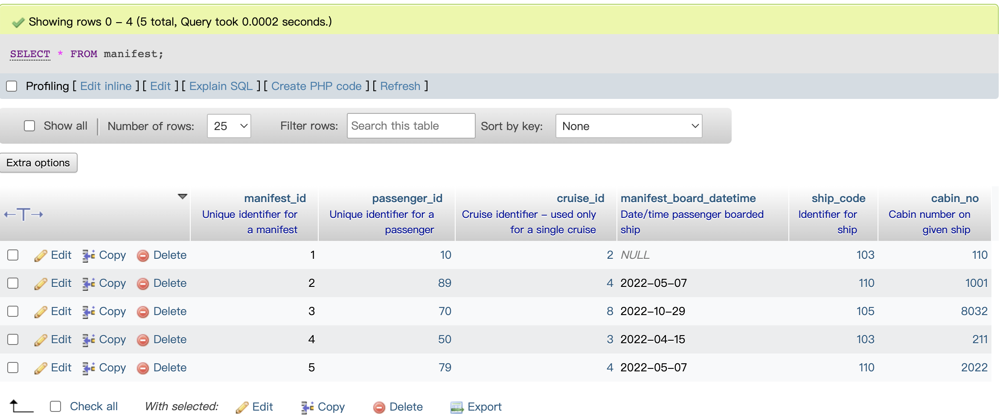 Showing rows 0 – 4 (5 total, Query took 0.0002 seconds.)
SELECT * FROM manifest;
Profiling [ Edit inline ] [ Edit ] [ Explain SQL ] [ Create PHP code ] [ Refresh ]
Show all | Number of rows: 25 Filter rows: Search this table Sort by key: None
Extra options
←T→ manifest_id passenger_id cruise_id manifest_board_datetime ship_code cabin_no
Unique identifier for Unique identifier for a Cruise identifier – used only Date/time passenger boarded Identifier for Cabin number on
a manifest passenger for a single cruise ship ship given ship
Edit Copy Delete 1 10 2 NULL 103 110
Edit Copy Delete 2 89 4 2022–05–07 110 1001
Edit Copy Delete 3 70 8 2022–10–29 105 8032
Edit Copy Delete 4 50 3 2022–04–15 103 211
Edit Copy Delete 5 79 4 2022–05–07 110 2022
Check all With selected: Edit Copy Delete Export